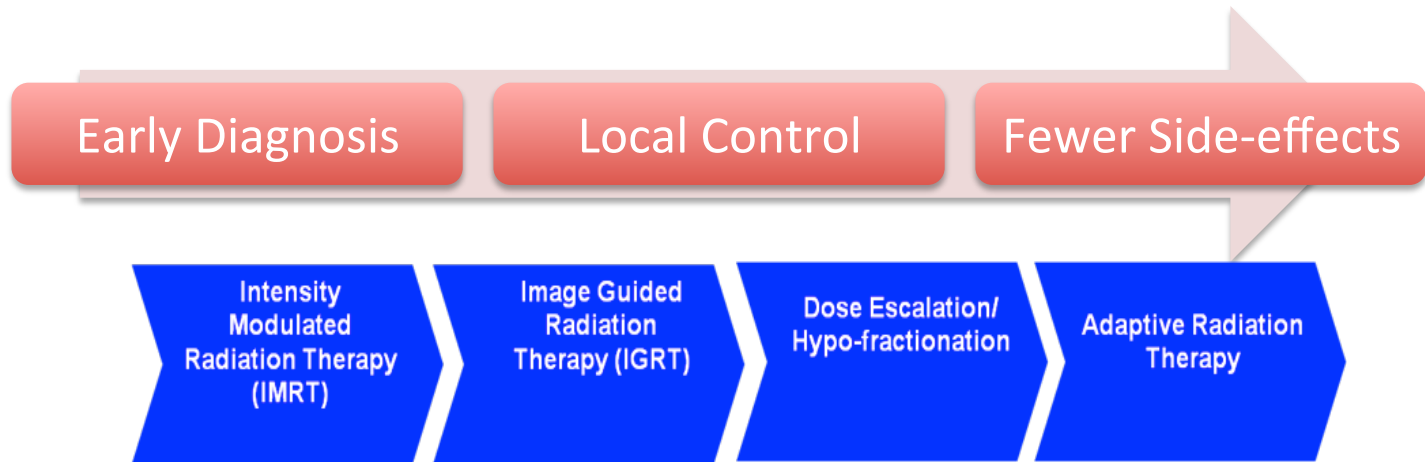 Early Diagnosis
Local Control
Fewer Side-effects
Intensity
Modulated
Radiation Therapy
(IMRT)
Image Guided
Radiation
Therapy (IGRT)
Dose Escalation/
Hypo-fractionation
Adaptive Radiation
Therapy